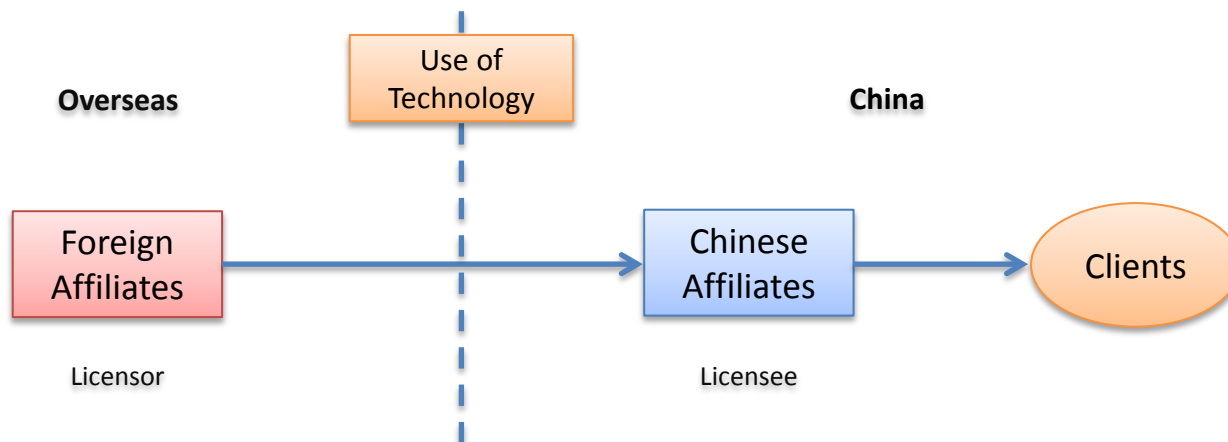 Use of
Technology
Overseas
China
Foreign
Affiliates
Chinese
Affiliates
Clients
Licensor
Licensee